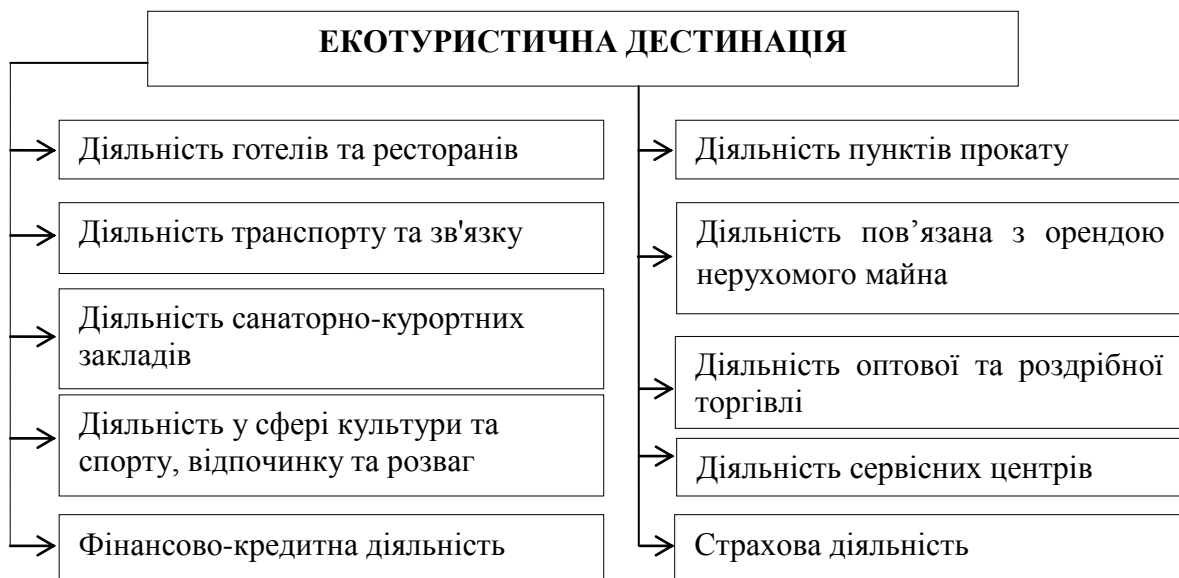 ЕКОТУРИСТИЧНА ДЕСТИНАЦІЯ
Діяльність готелів та ресторанів
Діяльність транспорту та зв'язку
Діяльність санаторно-курортних
закладів
Діяльність у сфері культури та
спорту, відпочинку та розваг
Фінансово-кредитна діяльність
Діяльність пунктів прокату
Діяльність пов’язана з орендою
нерухомого майна
Діяльність оптової та роздрібної
торгівлі
Діяльність сервісних центрів
Страхова діяльність